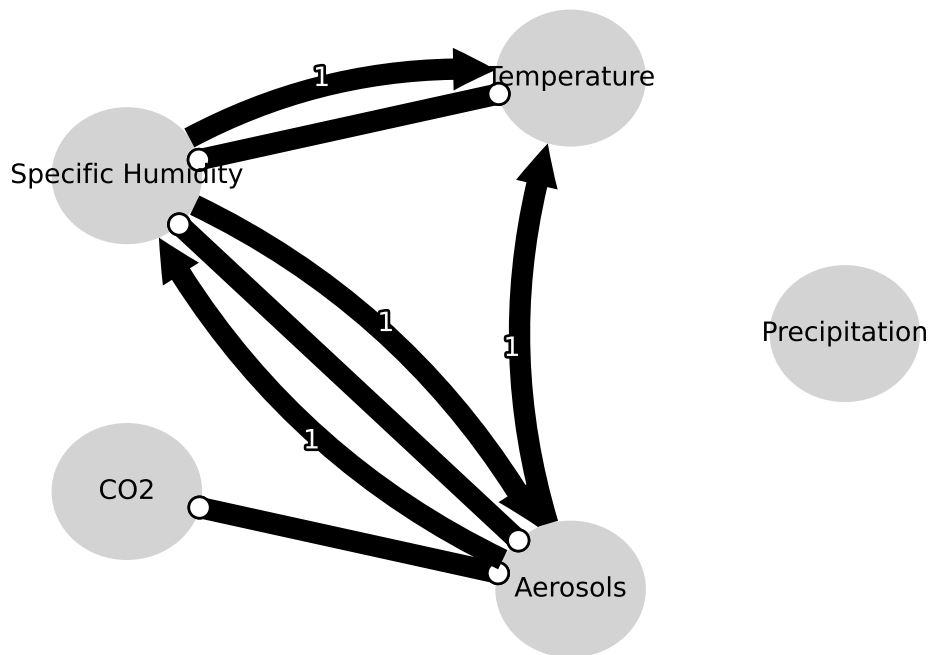 Temperature
1
Specific Humidity
1
Precipitation
1
1
CO2
Aerosols